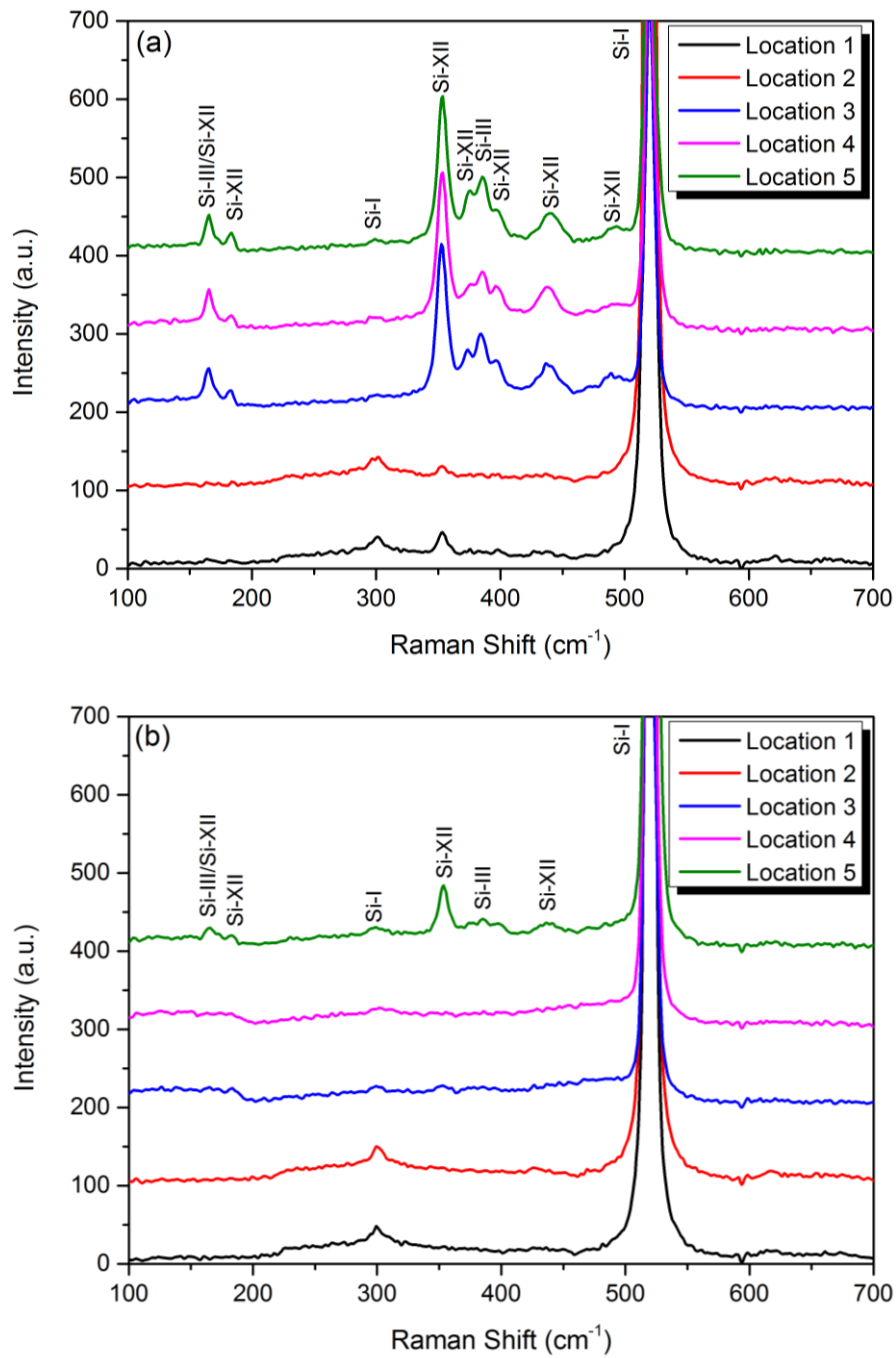 (a)
700
600
500
400
300
200
100
0
Intensity (a.u.)
Si-III/Si-XII
Si-XII
Si-I
Si-XII
Si-XII
Si-III
Si-XII
Si-XII
Si-XII
Si-I
Location 1
Location 2
Location 3
Location 4
Location 5
100 200 300 400 500 600 700
Raman Shift (cm⁻¹)
(b)
700
600
500
400
300
200
100
0
Intensity (a.u.)
Si-III/Si-XII
Si-XII
Si-I
Si-XII
Si-III
Si-XII
Si-I
Location 1
Location 2
Location 3
Location 4
Location 5
100 200 300 400 500 600 700
Raman Shift (cm⁻¹)